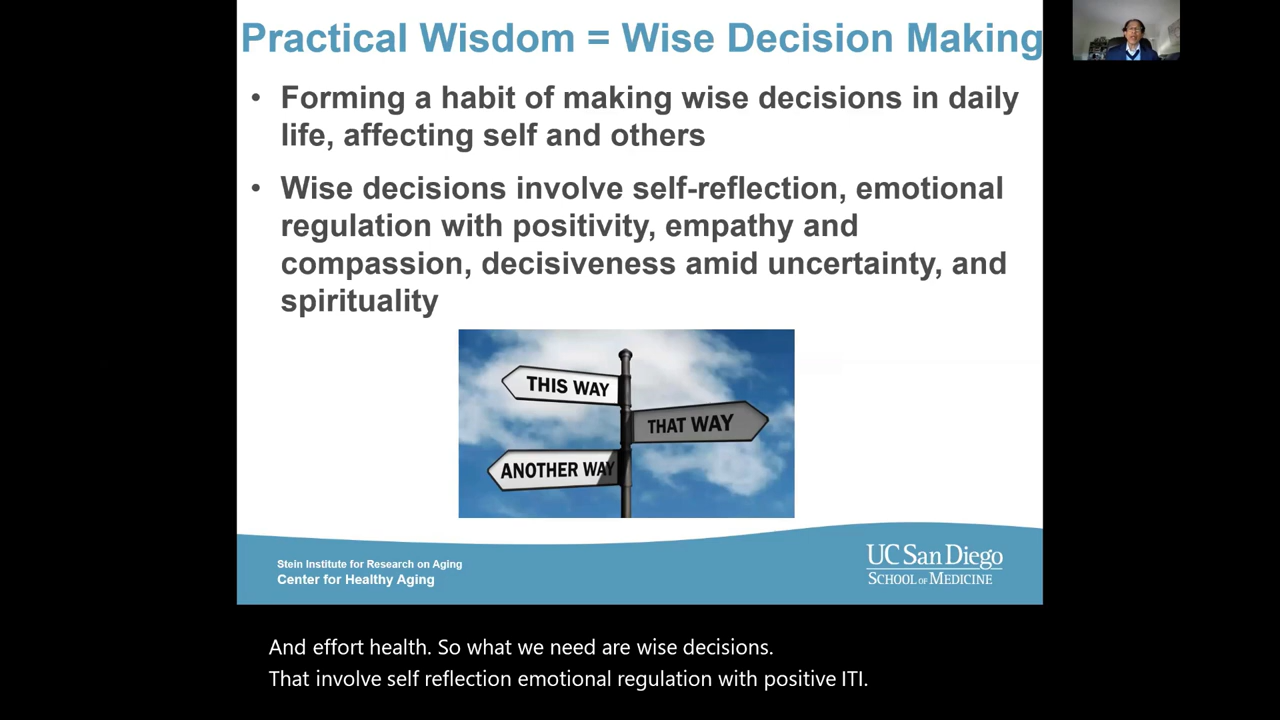 Practical Wisdom = Wise Decision Making
• Forming a habit of making wise decisions in daily
life, affecting self and others
• Wise decisions involve self-reflection, emotional
regulation with positivity, empathy and
compassion, decisiveness amid uncertainty, and
spirituality
THIS WAY
THAT WAY
ANOTHER WAY
Stein Institute for Research on Aging
Center for Healthy Aging
UC San Diego
SCHOOL OF MEDICINE
And effort health. So what we need are wise decisions.
That involve self reflection emotional regulation with positive ITI.